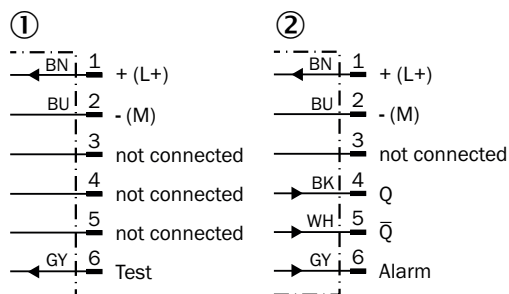 ①
BN 1 + (L+)
BU 2 - (M)
3 not connected
4 not connected
5 not connected
GY 6 Test
②
BN 1 + (L+)
BU 2 - (M)
3 not connected
BK 4 Q
WH 5 Q̅
GY 6 Alarm